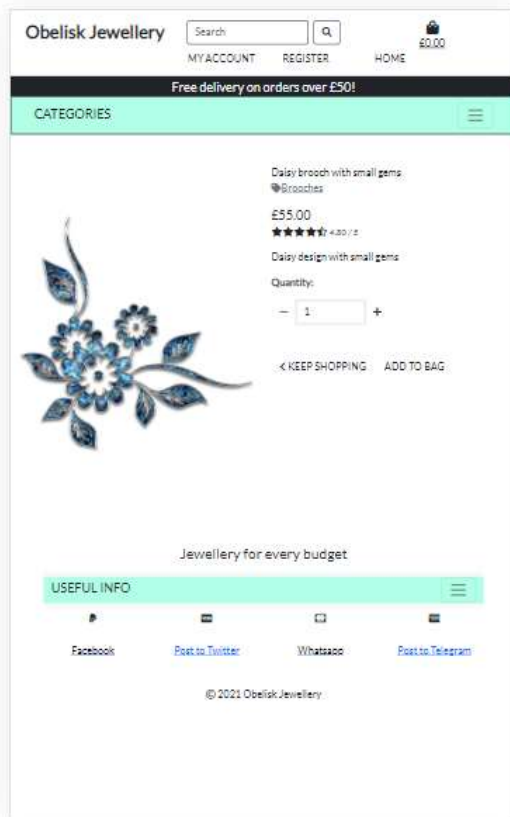 Obelisk Jewellery
Search
£0.00
MY ACCOUNT REGISTER HOME
Free delivery on orders over £50!
CATEGORIES
Daisy brooch with small gems
Brooches
£55.00
4.80 / 5
Daisy design with small gems
Quantity:
1
KEEP SHOPPING ADD TO BAG
Jewellery for every budget
USEFUL INFO
Facebook Post to Twitter Whatsapp Post to Telegram
© 2021 Obelisk Jewellery